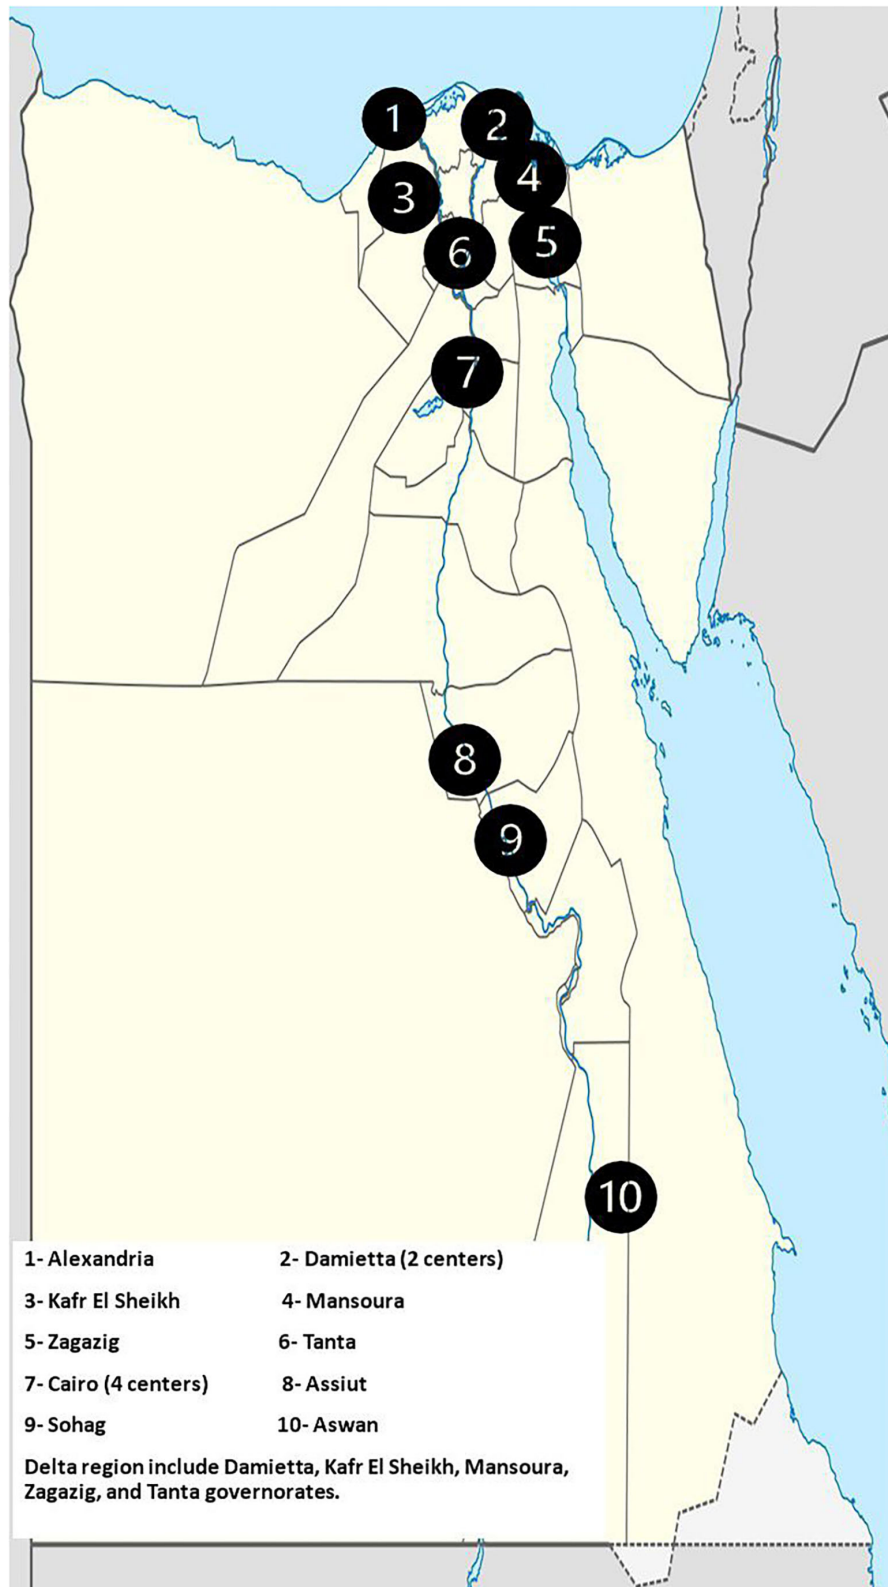 1
2
3
4
5
6
7
8
9
10
1- Alexandria 2- Damietta (2 centers)
3- Kafr El Sheikh 4- Mansoura
5- Zagazig 6- Tanta
7- Cairo (4 centers) 8- Assiut
9- Sohag 10- Aswan
Delta region include Damietta, Kafr El Sheikh, Mansoura,
Zagazig, and Tanta governorates.